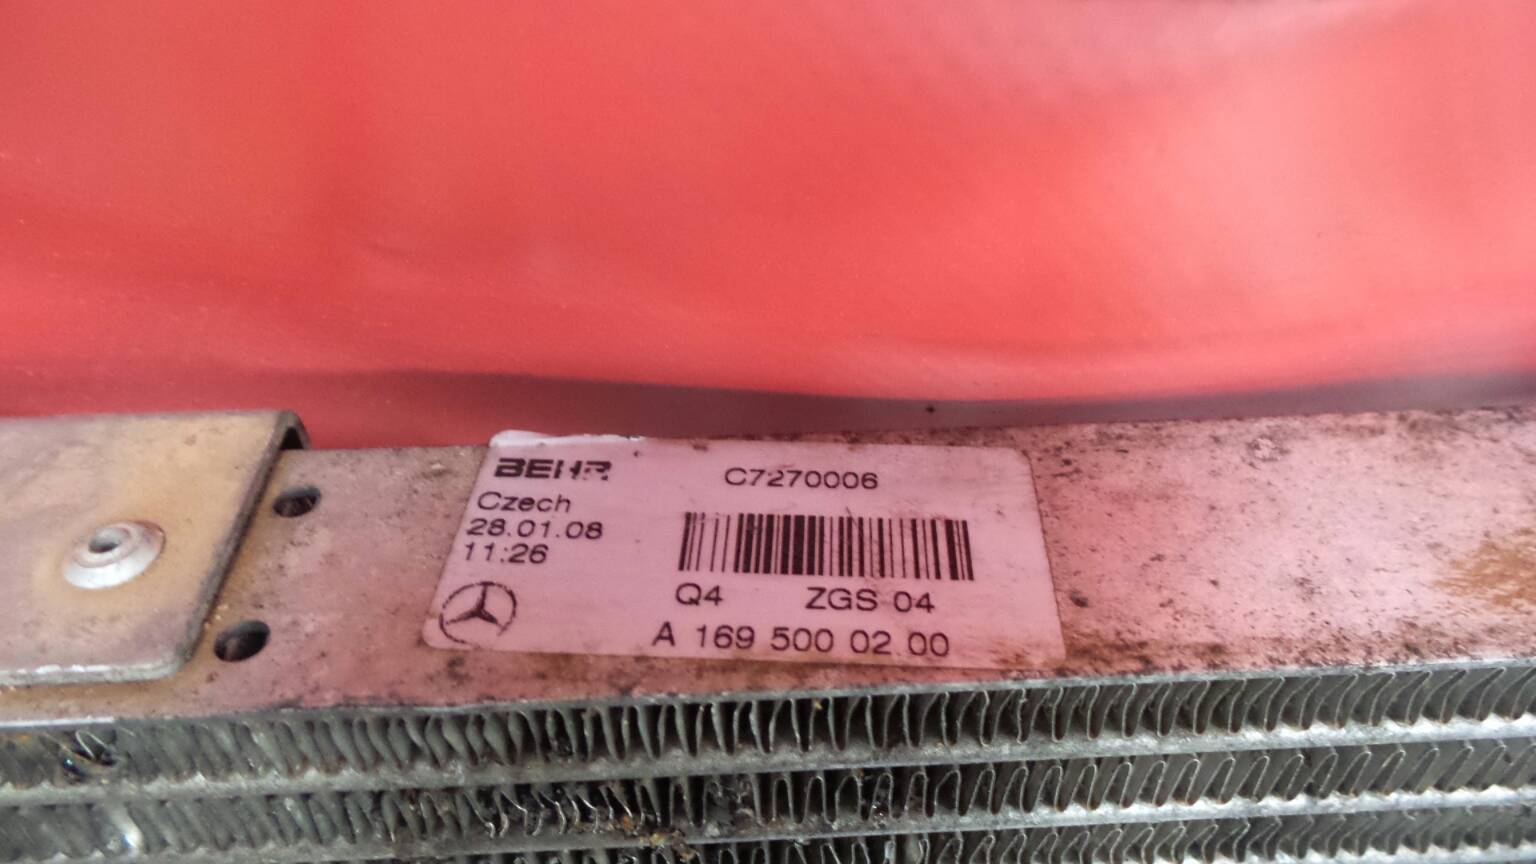 BEHR
C7270006
Czech
28.01.08
11:26
Q4 ZGS 04
A 169 500 02 00